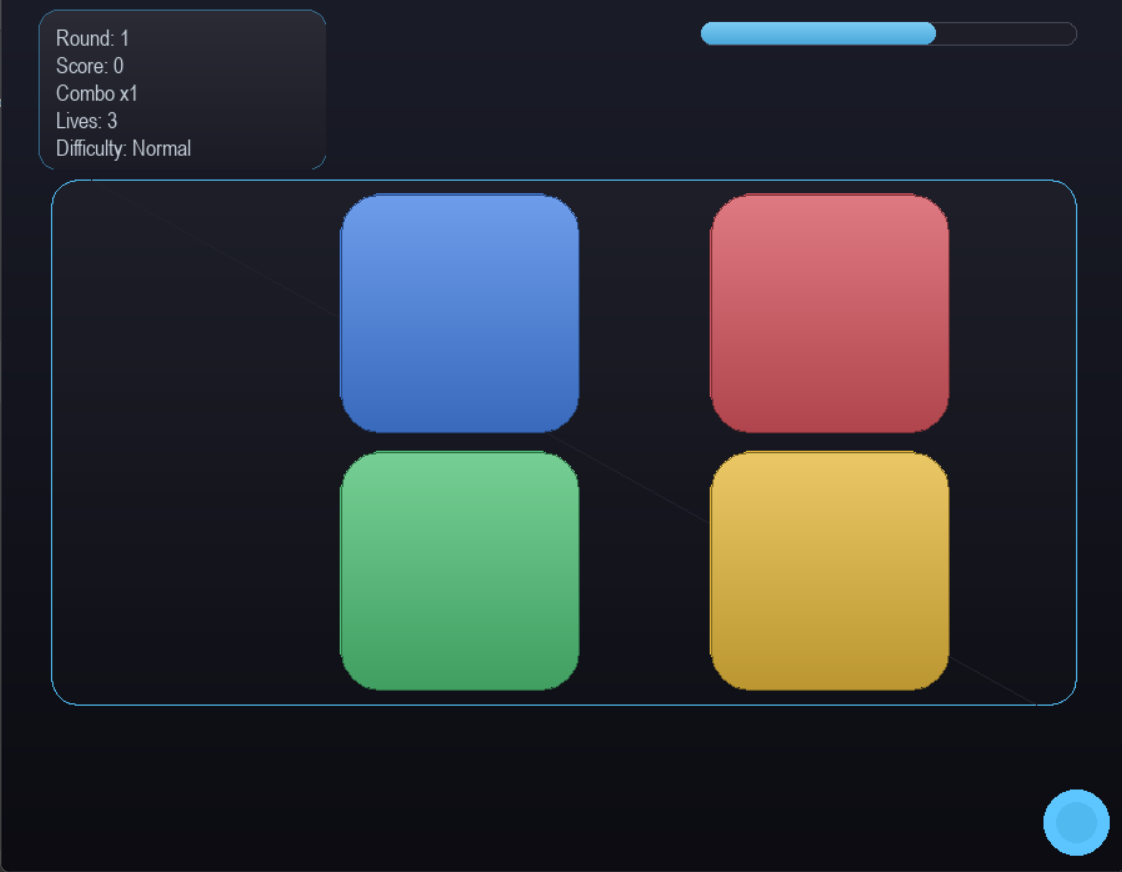 Round: 1
Score: 0
Combo x1
Lives: 3
Difficulty: Normal